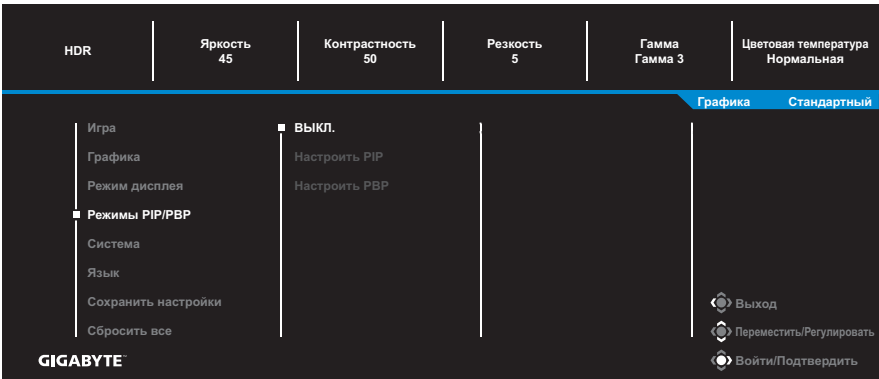 HDR
Яркость
45
Контрастность
50
Резкость
5
Гамма
Гамма 3
Цветовая температура
Нормальная
Графика Стандартный
Игра
Графика
Режим дисплея
Режимы PIP/PBP
Система
Язык
Сохранить настройки
Сбросить все
ВЫКЛ.
Настроить PIP
Настроить PBP
Выход
Переместить/Регулировать
Войти/Подтвердить
GIGABYTE™